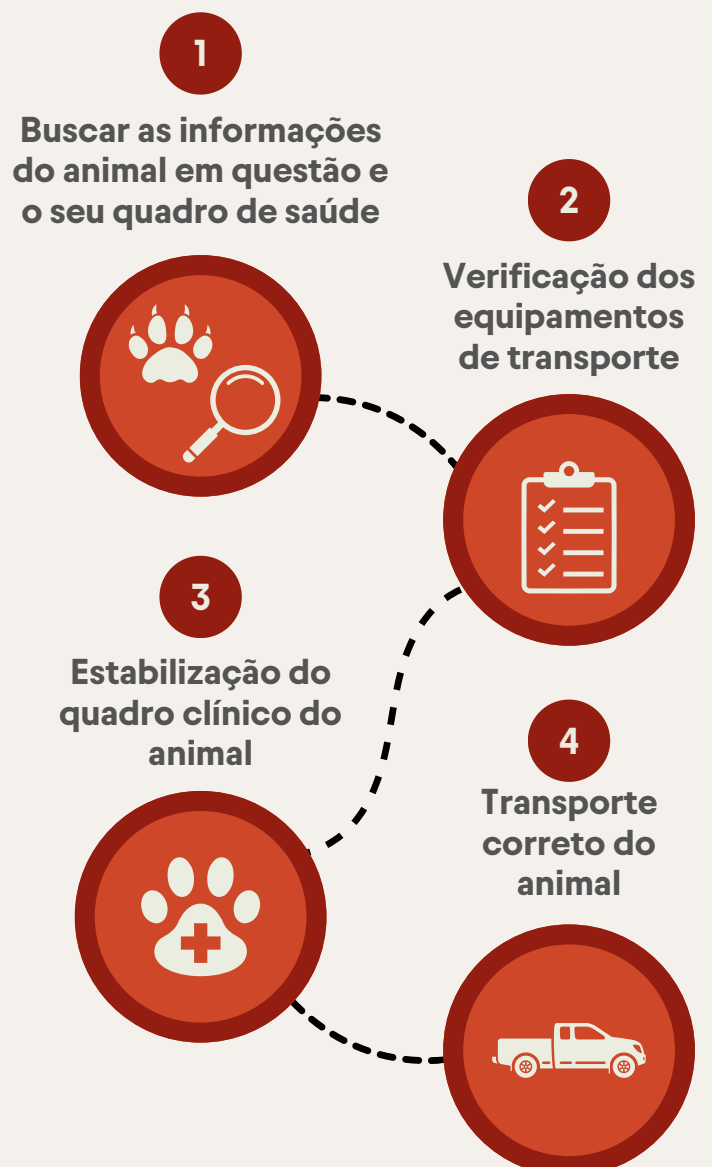 1
Buscar as informações
do animal em questão e
o seu quadro de saúde
2
Verificação dos
equipamentos
de transporte
3
Estabilização do
quadro clínico do
animal
4
Transporte
correto do
animal